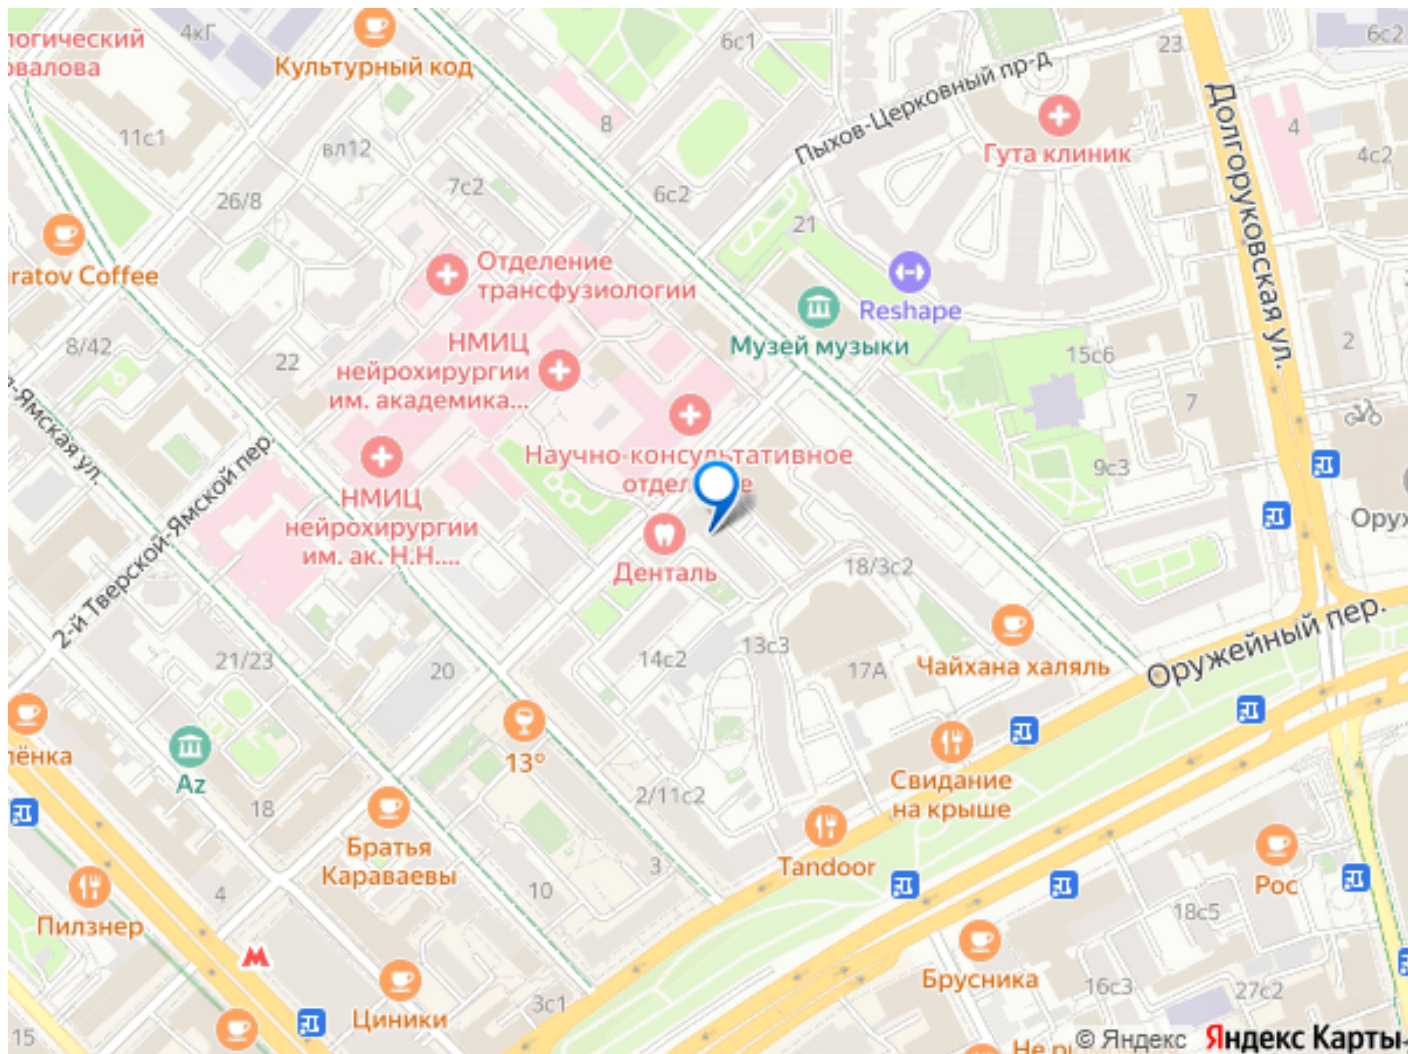 логический
овалова
4кГ
Культурный код
6с1
23
6с2
Пыхов-Церковный пр-д
Долгоруковская ул.
11с1
вл12
8
Гута клиник
4
4с2
26/8
7с2
6с2
21
ratov Coffee
Отделение
трансфузиологии
Reshape
Музей музыки
8/42
22
НМИЦ
нейрохирургии
им. академика...
15с6
2
7
-Ямская ул.
2-й Тверской-Ямской пер.
Научно-консультативное
9с3
НМИЦ
нейрохирургии
им. ак. Н.Н....
Денталь
18/3с2
Оружейный пер.
21/23
20
14с2
13с3
17А
Чайхана халяль
лёнка
Az
13°
Свидание
на крыше
18
2/11с2
Братья
Караваевы
3
Tandoor
Рос
4
10
Пилзнер
18с5
Брусника
3с1
Циники
16с3
27с2
15
© Яндекс Яндекс Карты